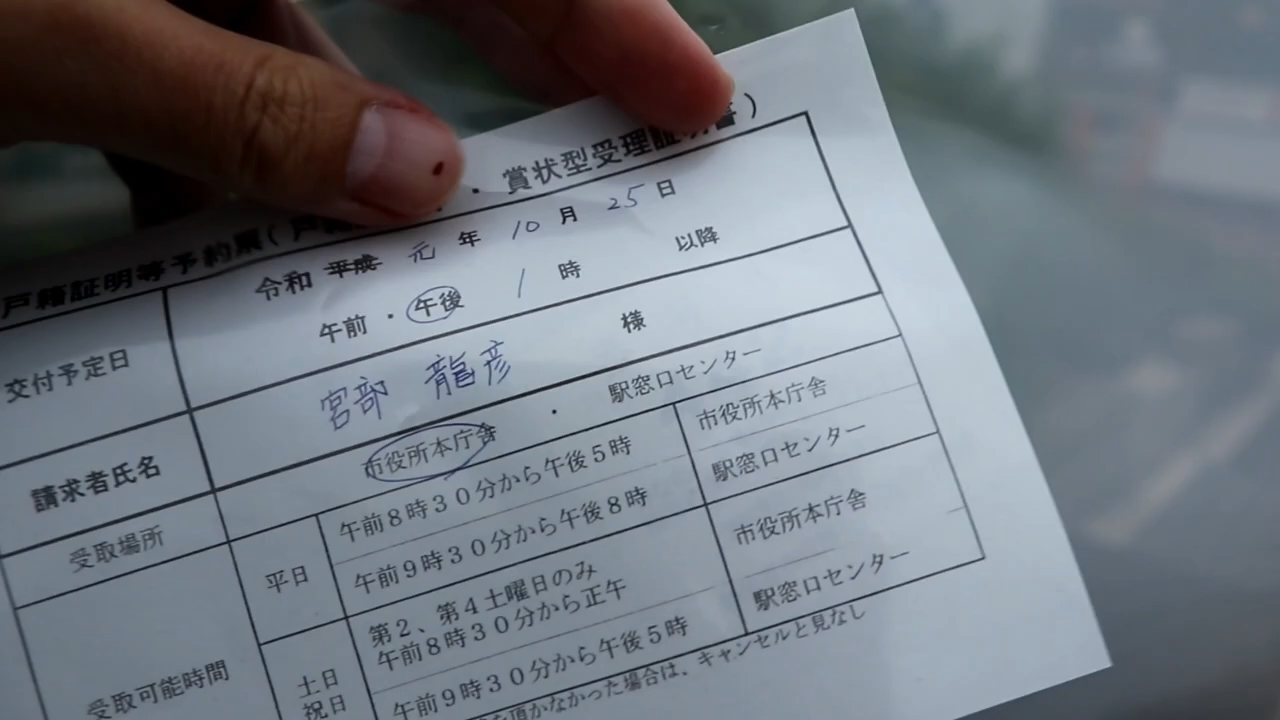 戸籍証明等予約票(戸籍 ・賞状型受理証明書)
交付予定日
令和 平成 元 年 10 月 25 日
午前・午後 1 時 以降
請求者氏名 宮部 龍彦 様
受取場所 市役所本庁舎 ・ 駅窓口センター
受取可能時間
平日 午前8時30分から午後5時 市役所本庁舎
午前9時30分から午後8時 駅窓口センター
土日祝日 第2、第4土曜日のみ
午前8時30分から正午 市役所本庁舎
午前9時30分から午後5時 駅窓口センター
を頂かなかった場合は、キャンセルと見なし